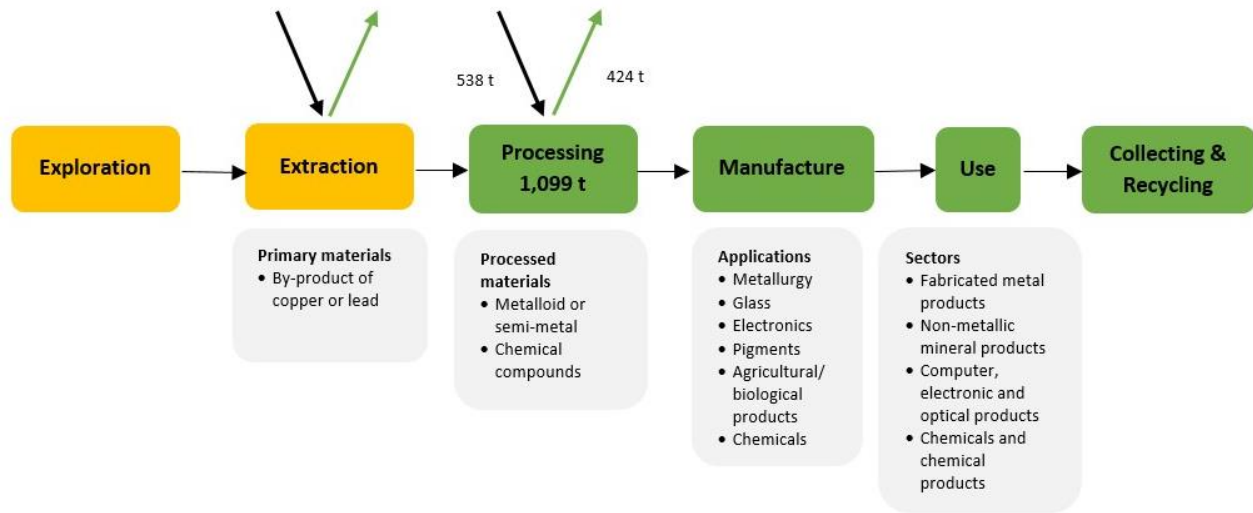 538 t
424 t
Exploration
Extraction
Processing
1,099 t
Manufacture
Use
Collecting &
Recycling
Primary materials
• By-product of
copper or lead
Processed
materials
• Metalloid or
semi-metal
• Chemical
compounds
Applications
• Metallurgy
• Glass
• Electronics
• Pigments
• Agricultural/
biological
products
• Chemicals
Sectors
• Fabricated metal
products
• Non-metallic
mineral products
• Computer,
electronic and
optical products
• Chemicals and
chemical
products